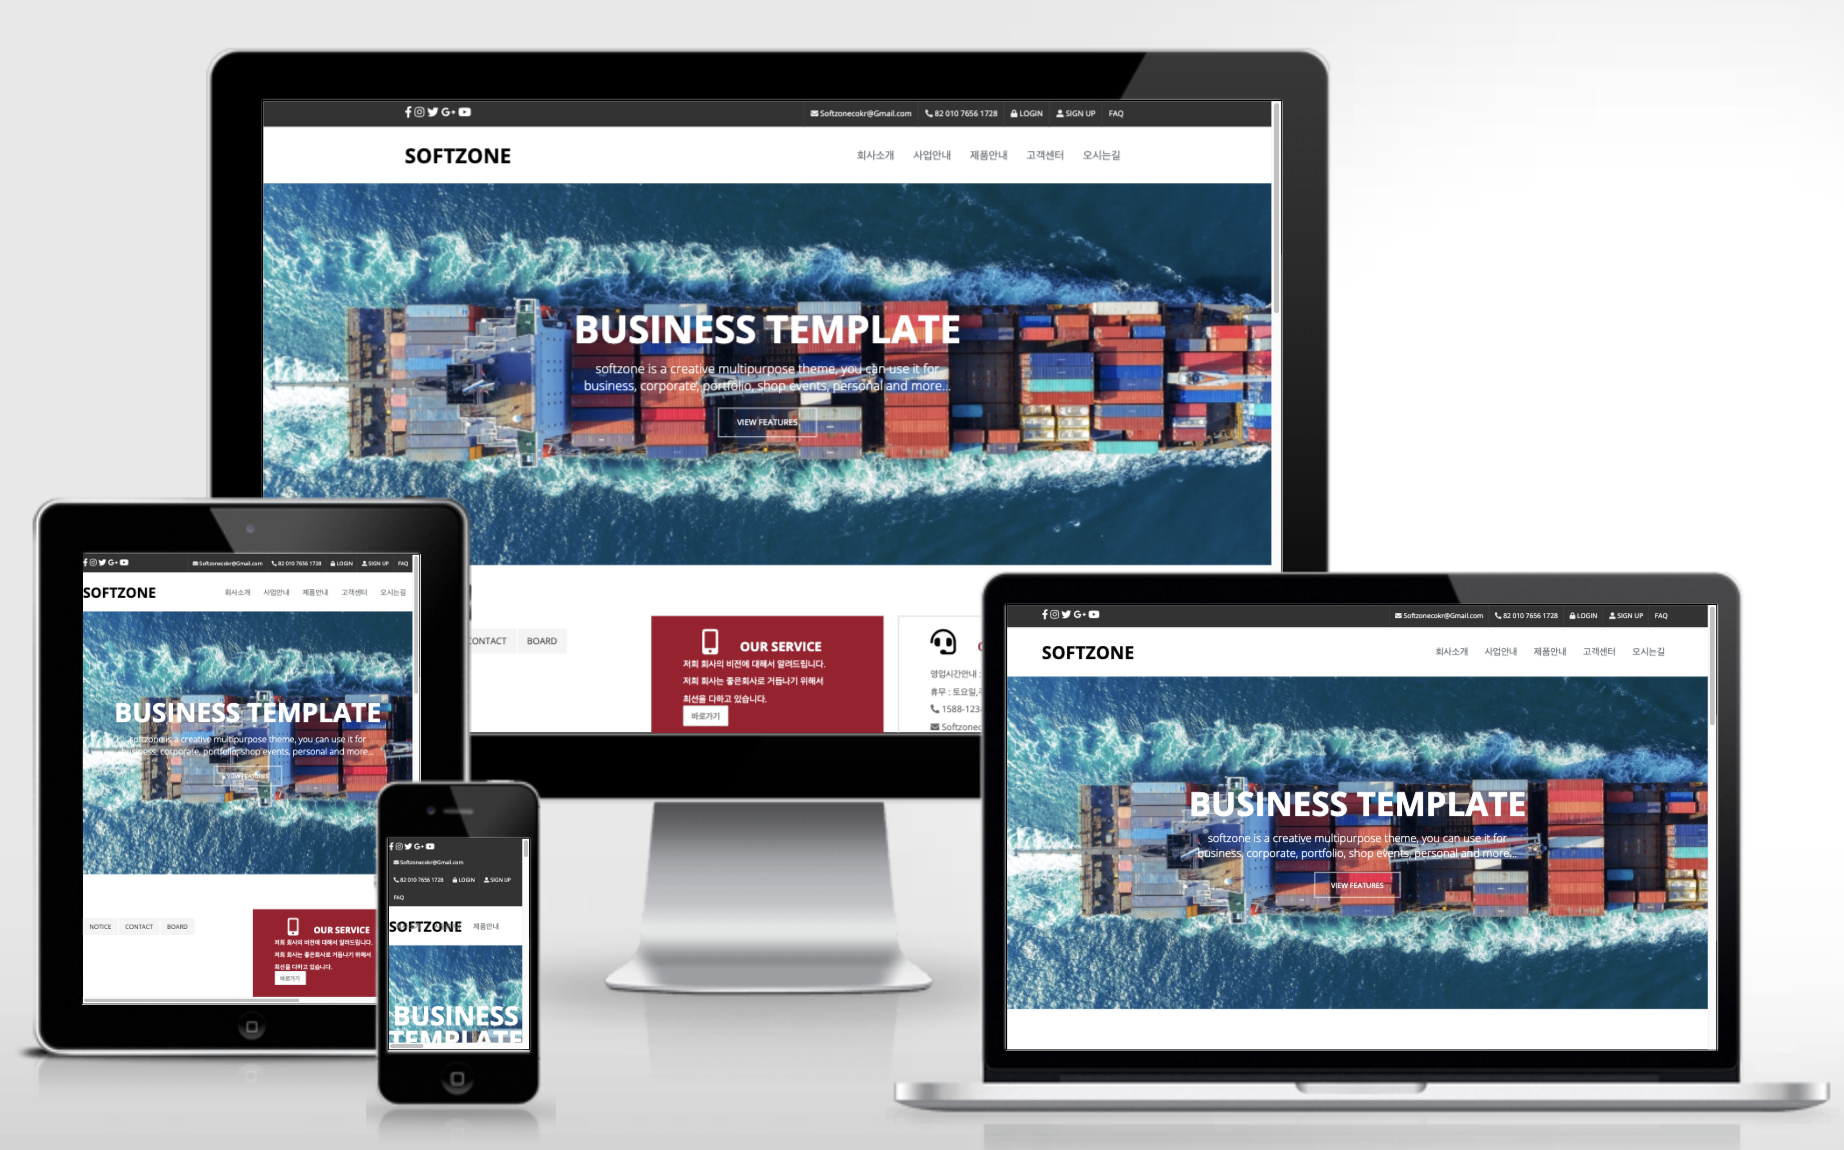 Softzonecokr@Gmail.com 82 010 7656 1728 LOGIN SIGN UP FAQ
SOFTZONE 회사소개 사업안내 제품안내 고객센터 오시는길
BUSINESS TEMPLATE
softzone is a creative multipurpose theme, you can use it for
business, corporate, portfolio, shop events, personal and more...
VIEW FEATURES
CONTACT BOARD
OUR SERVICE
저희 회사의 비전에 대해서 알려드립니다.
저희 회사는 좋은회사로 거듭나기 위해서
최선을 다하고 있습니다.
바로가기
영업시간안내 :
휴무 : 토요일,
1588-123
Softzonec
Softzonecokr@Gmail.com 82 010 7656 1728 LOGIN SIGN UP FAQ
SOFTZONE 회사소개 사업안내 제품안내 고객센터 오시는길
BUSINESS TEMPLATE
softzone is a creative multipurpose theme, you can use it for
business, corporate, portfolio, shop events, personal and more...
VIEW FEATURES
NOTICE CONTACT BOARD
OUR SERVICE
저희 회사의 비전에 대해서 알려드립니다.
저희 회사는 좋은회사로 거듭나기 위해서
최선을 다하고 있습니다.
바로가기
Softzonecokr@Gmail.com
82 010 7656 1728 LOGIN SIGN UP
FAQ
SOFTZONE 제품안내
BUSINESS
TEMPLATE
Softzonecokr@Gmail.com 82 010 7656 1728 LOGIN SIGN UP FAQ
SOFTZONE 회사소개 사업안내 제품안내 고객센터 오시는길
BUSINESS TEMPLATE
softzone is a creative multipurpose theme, you can use it for
business, corporate, portfolio, shop events, personal and more...
VIEW FEATURES